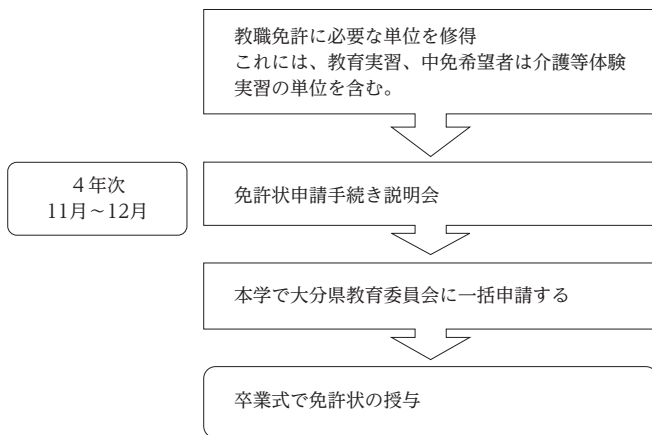 教職免許に必要な単位を修得
これには、教育実習、中免希望者は介護等体験
実習の単位を含む。
４年次
11月～12月
免許状申請手続き説明会
本学で大分県教育委員会に一括申請する
卒業式で免許状の授与